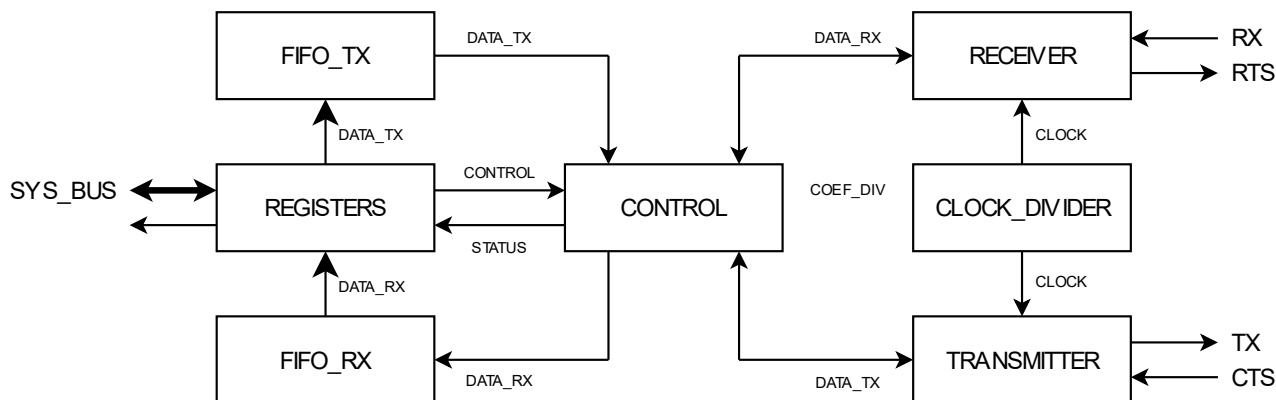 DATA_TX
DATA_RX
FIFO_TX
RECEIVER
RX
RTS
DATA_TX
CLOCK
CONTROL
SYS_BUS
REGISTERS
CONTROL
COEF_DIV
CLOCK_DIVIDER
STATUS
DATA_RX
CLOCK
FIFO_RX
DATA_RX
DATA_TX
TRANSMITTER
TX
CTS